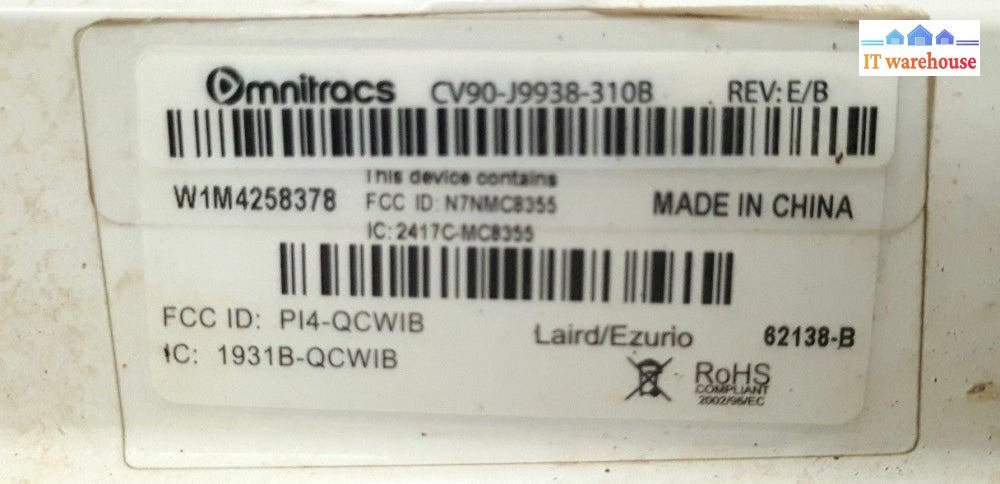 IT warehouse
Omnitracs CV90-J9938-310B REV: E/B
This device contains
W1M4258378 FCC ID: N7NMC8355 MADE IN CHINA
IC: 2417C-MC8355
FCC ID: PI4-QCWIB
Laird/Ezurio 62138-B
IC: 1931B-QCWIB
RoHS
COMPLIANT
2002/95/EC